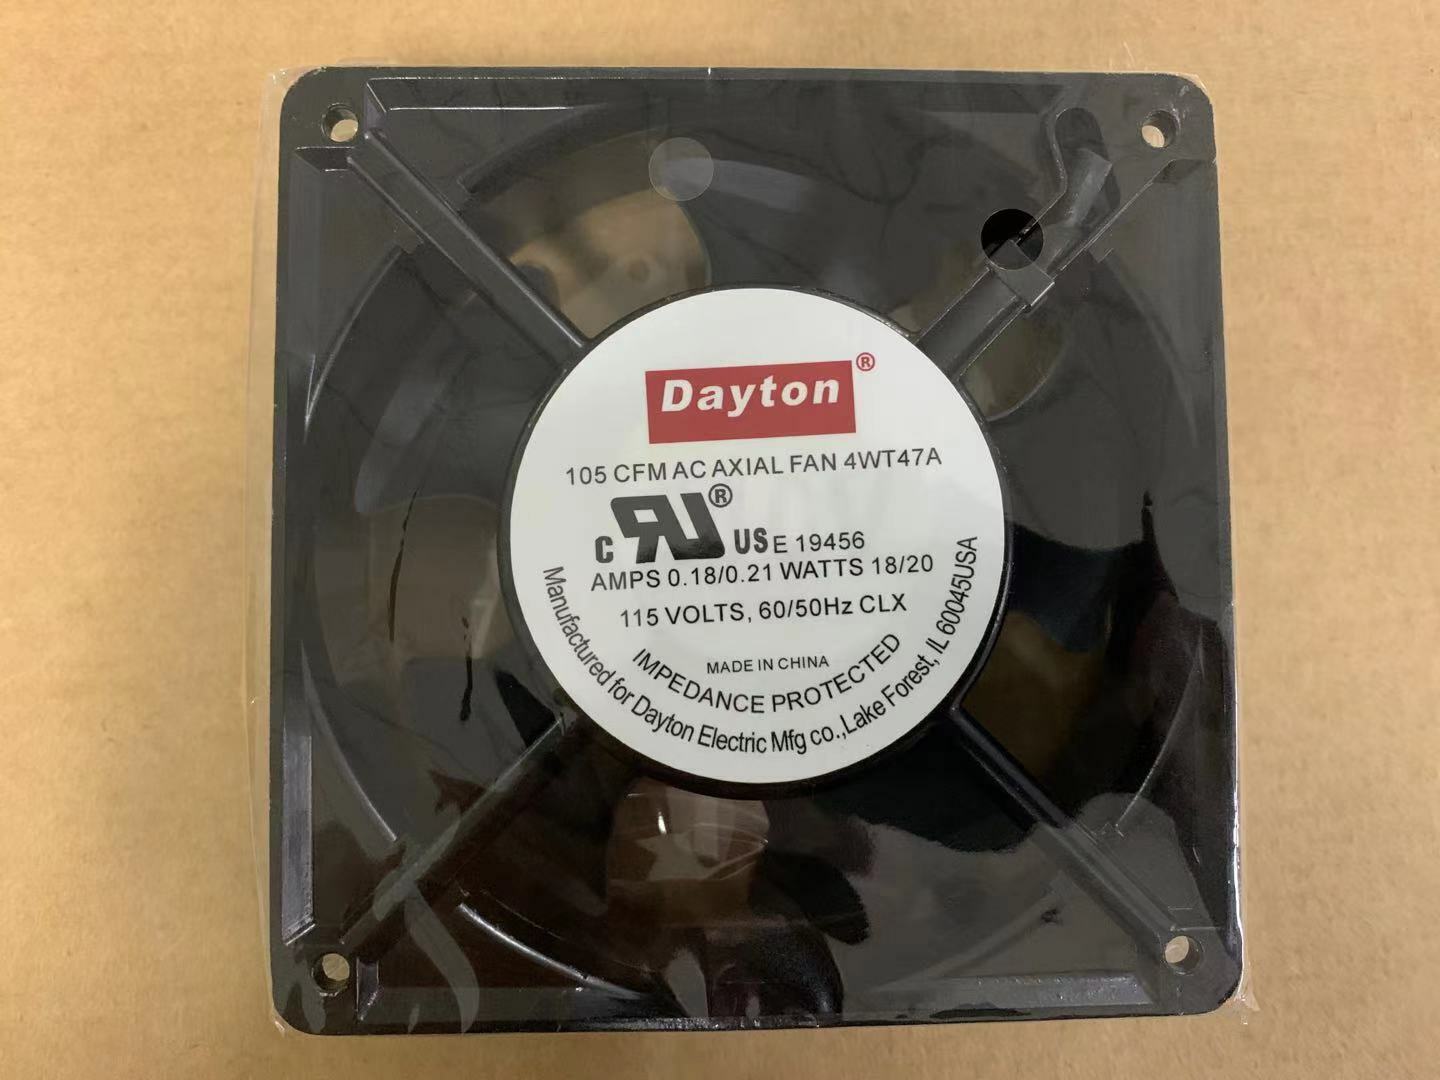 Dayton®
105 CFM AC AXIAL FAN 4WT47A
c RU® US E 19456
AMPS 0.18/0.21 WATTS 18/20
115 VOLTS, 60/50Hz CLX
MADE IN CHINA
IMPEDANCE PROTECTED
Manufactured for Dayton Electric Mfg co.,Lake Forest, IL 60045USA